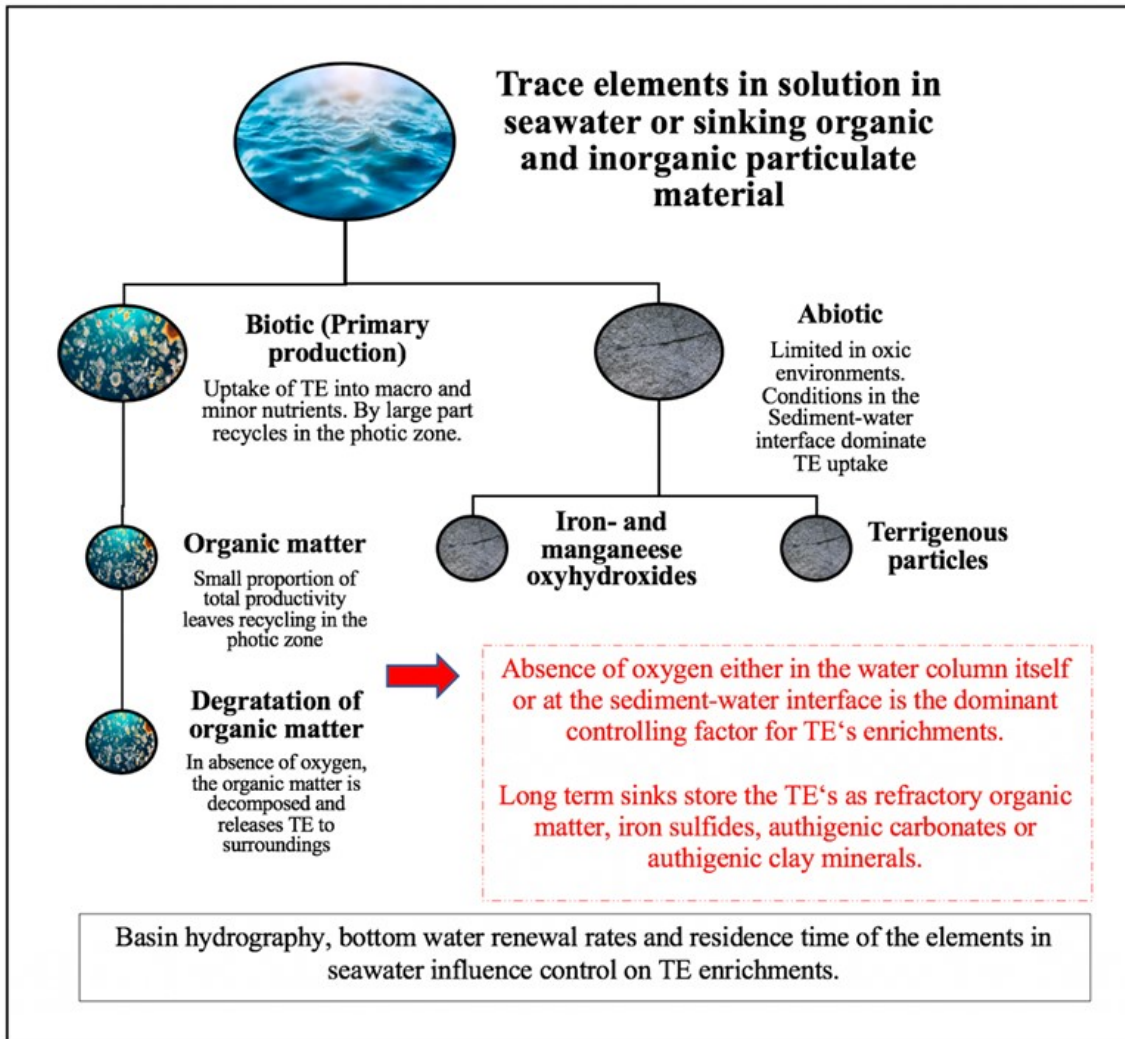 Trace elements in solution in
seawater or sinking organic
and inorganic particulate
material
Biotic (Primary
production)
Uptake of TE into macro and
minor nutrients. By large part
recycles in the photic zone.
Abiotic
Limited in oxic
environments.
Conditions in the
Sediment-water
interface dominate
TE uptake
Organic matter
Small proportion of
total productivity
leaves recycling in the
photic zone
Iron- and
manganeese
oxyhydroxides
Terrigenous
particles
Degratation of
organic matter
In absence of oxygen,
the organic matter is
decomposed and
releases TE to
surroundings
Absence of oxygen either in the water column itself
or at the sediment-water interface is the dominant
controlling factor for TE‘s enrichments.
Long term sinks store the TE‘s as refractory organic
matter, iron sulfides, authigenic carbonates or
authigenic clay minerals.
Basin hydrography, bottom water renewal rates and residence time of the elements in
seawater influence control on TE enrichments.